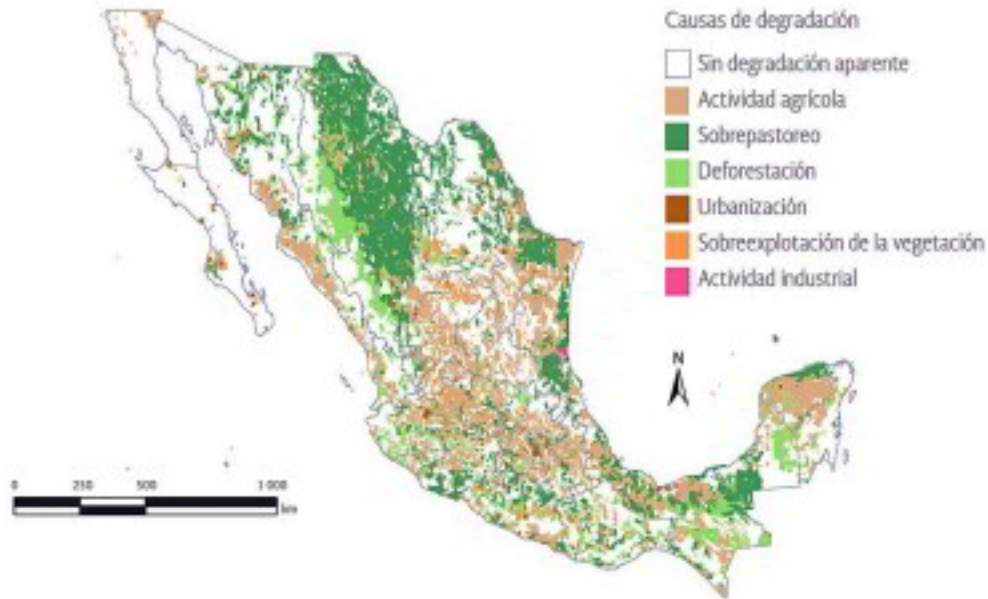 Causas de degradación
Sin degradación aparente
Actividad agrícola
Sobrepastoreo
Deforestación
Urbanización
Sobreexplotación de la vegetación
Actividad industrial
N
0 250 500 1 000
km